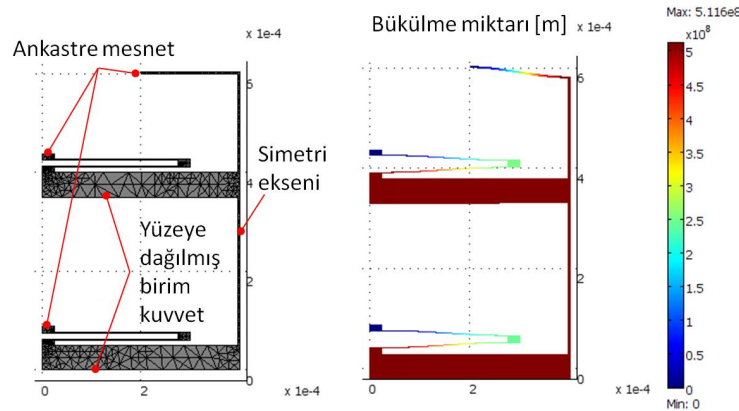 Ankastre mesnet
x 1e-4
6
4
2
0
0
2
x 1e-4
Simetri
ekseni
Yüzeye
dağılmış
birim
kuvvet
Bükülme miktarı [m]
x 1e-4
6
4
2
0
0
2
x 1e-4
Max: 5.116e8
x10⁸
5
4.5
4
3.5
3
2.5
2
1.5
1
0.5
0
Min: 0